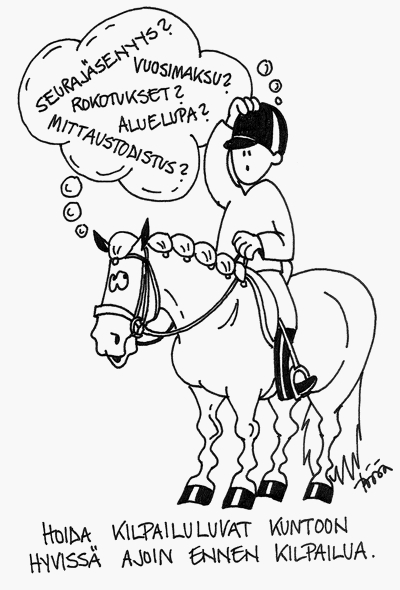 SEURAJÄSENYYS?
VUOSIMAKSU?
ROKOTUKSET?
ALUELUPA?
MITTAUSTODISTUS?
HOIDA KILPAILULUVAT KUNTOON
HYVISSÄ AJOIN ENNEN KILPAILUA.